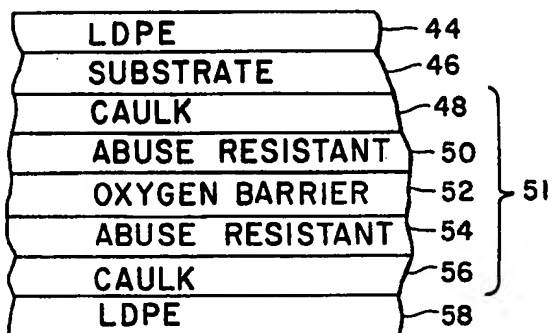 LDPE 44
SUBSTRATE 46
CAULK 48
ABUSE RESISTANT 50
OXYGEN BARRIER 52 51
ABUSE RESISTANT 54
CAULK 56
LDPE 58